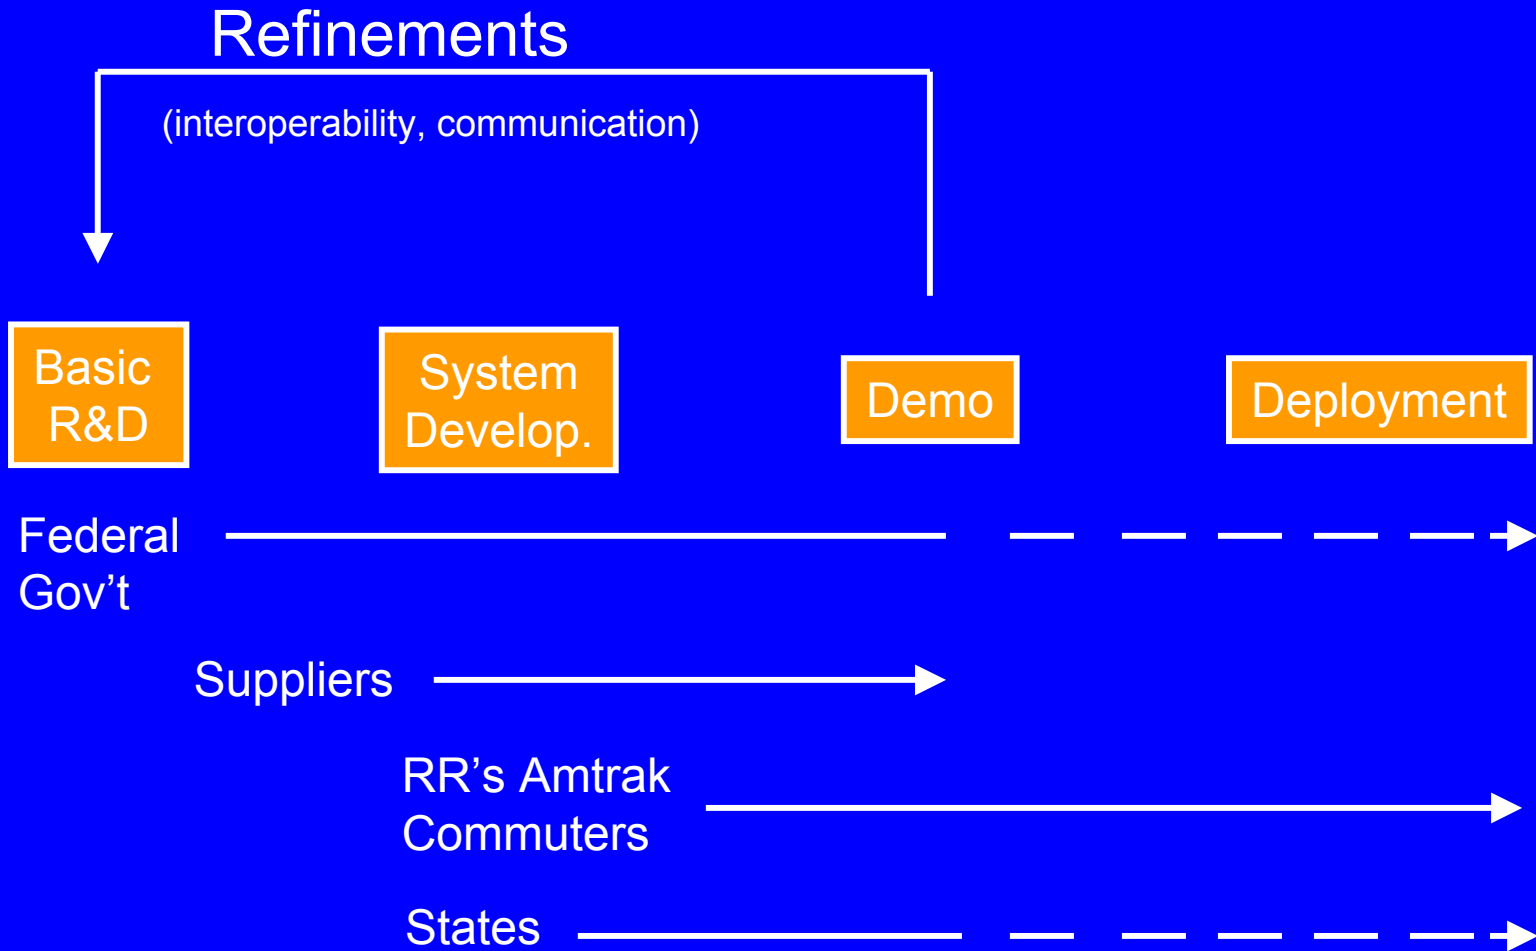 Refinements
(interoperability, communication)
Basic
R&D
System
Develop.
Demo
Deployment
Federal
Gov’t
Suppliers
RR’s Amtrak
Commuters
States